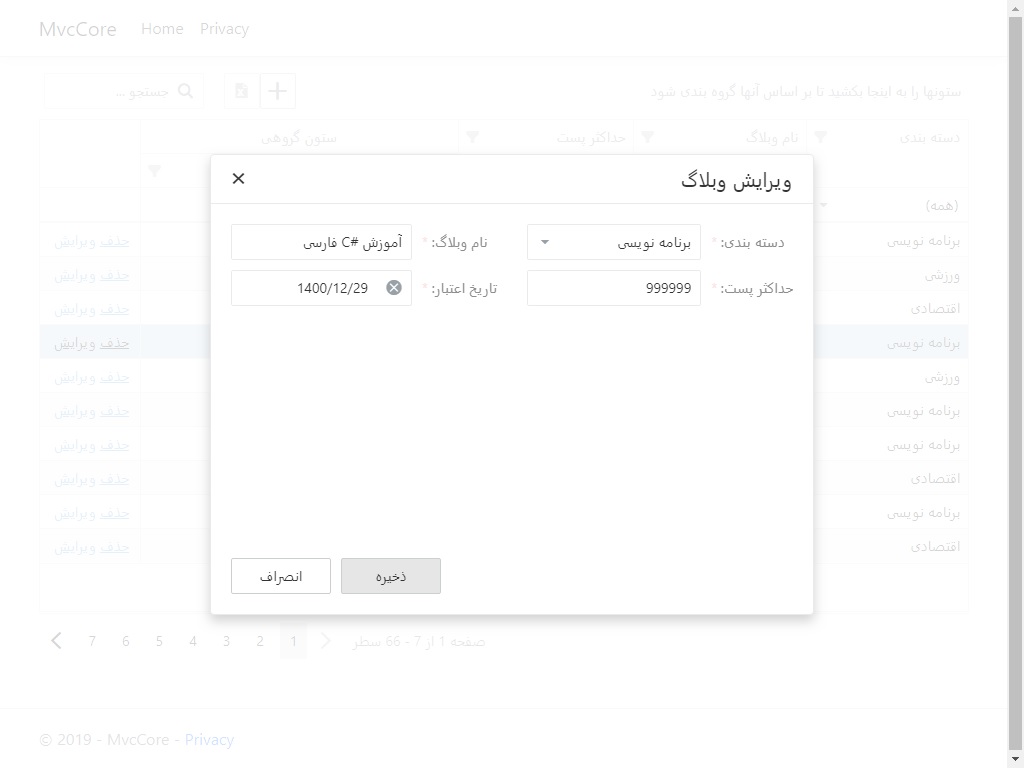 MvcCore Home Privacy
ستونها را به اینجا بکشید تا بر اساس آنها گروه بندی شود
جستجو ...
دسته بندی نام وبلاگ حداکثر پست ستون گروهی
ویرایش وبلاگ
دسته بندی: * برنامه نویسی نام وبلاگ: * آموزش C# فارسی
حداکثر پست: * 999999 تاریخ اعتبار: * 1400/12/29
ذخیره انصراف
(همه)
برنامه نویسی حذف ویرایش
ورزشی حذف ویرایش
اقتصادی حذف ویرایش
برنامه نویسی حذف ویرایش
ورزشی حذف ویرایش
برنامه نویسی حذف ویرایش
برنامه نویسی حذف ویرایش
اقتصادی حذف ویرایش
برنامه نویسی حذف ویرایش
اقتصادی حذف ویرایش
صفحه 1 از 7 - 66 سطر 1 2 3 4 5 6 7
© 2019 - MvcCore - Privacy